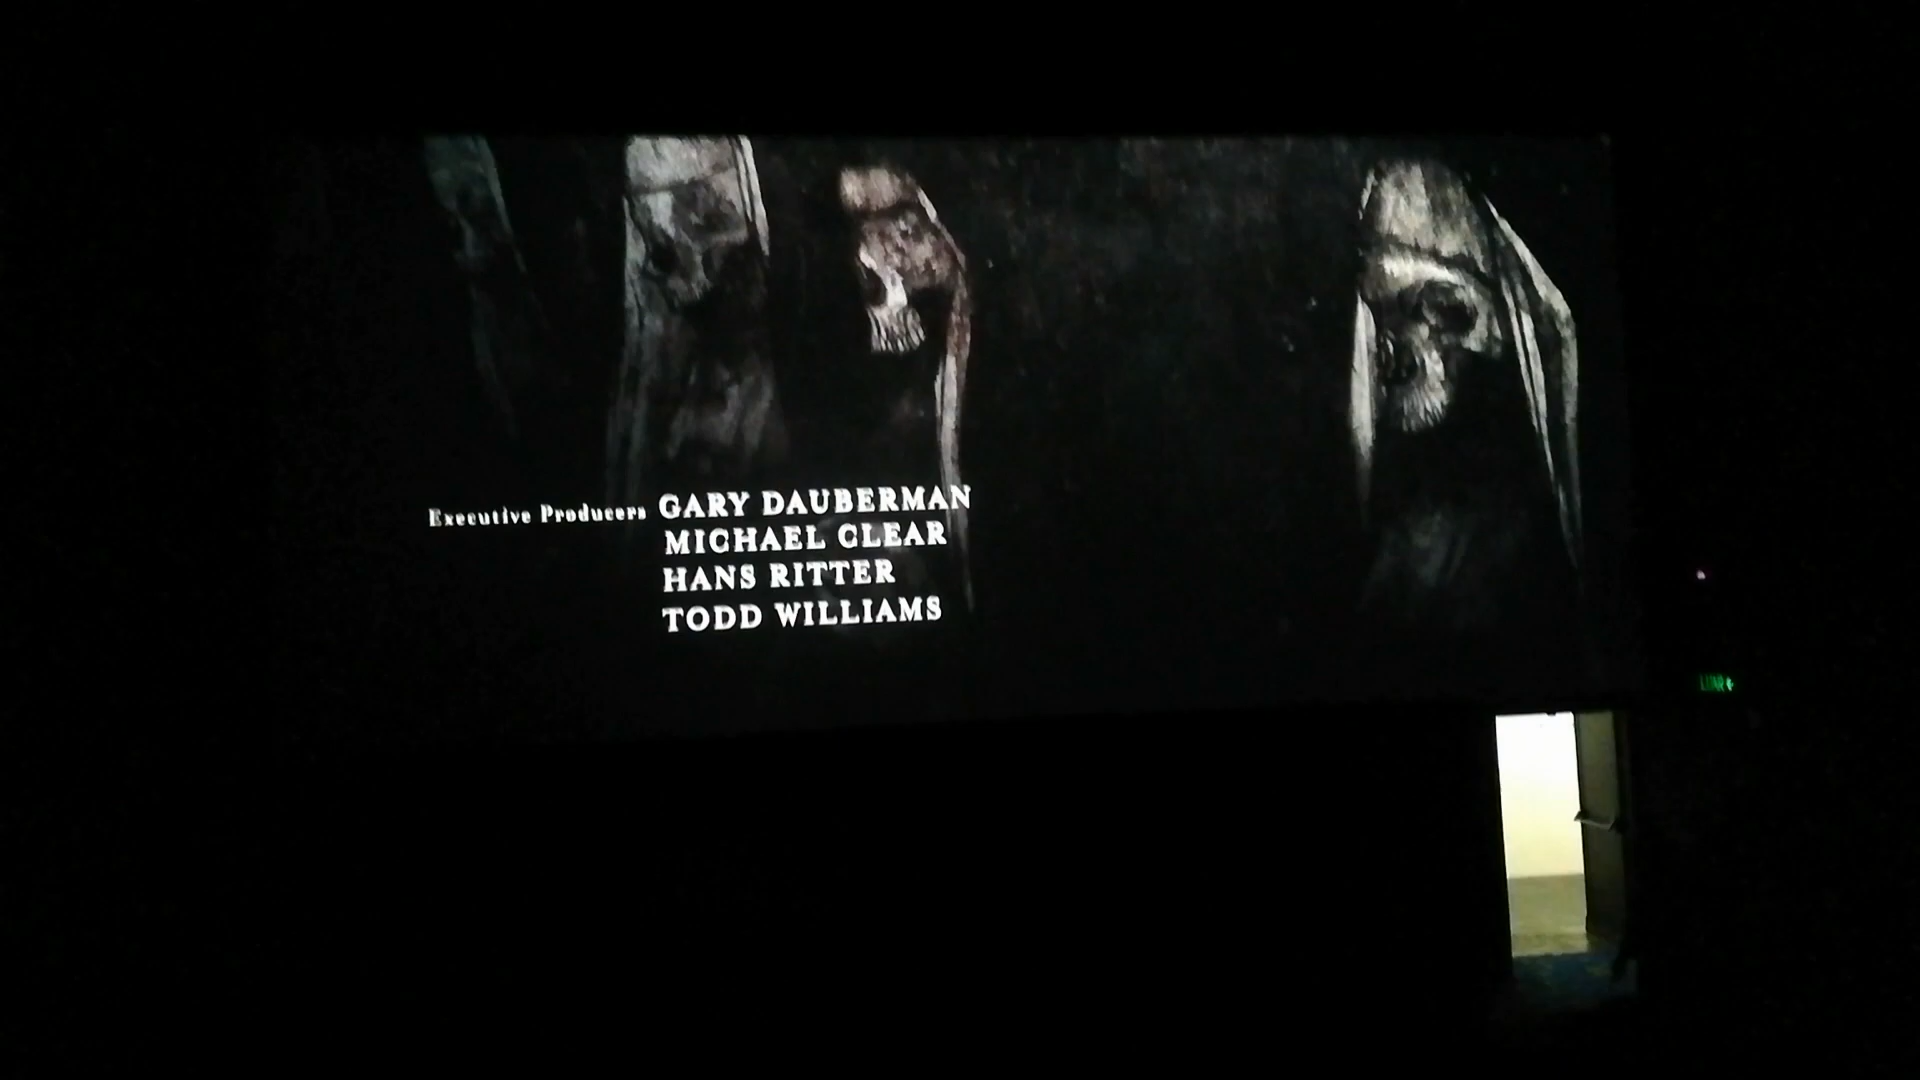 Executive Producers GARY DAUBERMAN
MICHAEL CLEAR
HANS RITTER
TODD WILLIAMS